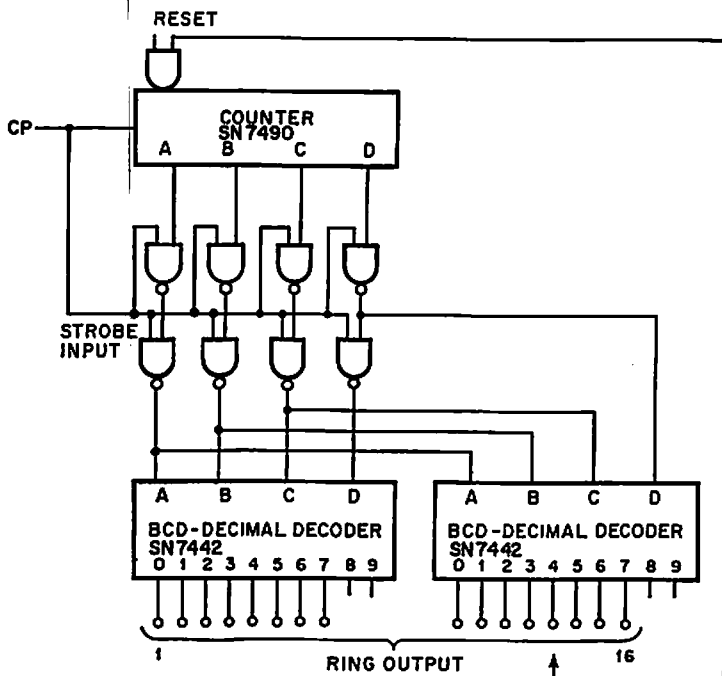 RESET
CP
COUNTER
SN7490
A B C D
STROBE
INPUT
A B C D
BCD-DECIMAL DECODER
SN7442
0 1 2 3 4 5 6 7 8 9
A B C D
BCD-DECIMAL DECODER
SN7442
0 1 2 3 4 5 6 7 8 9
1
16
RING OUTPUT